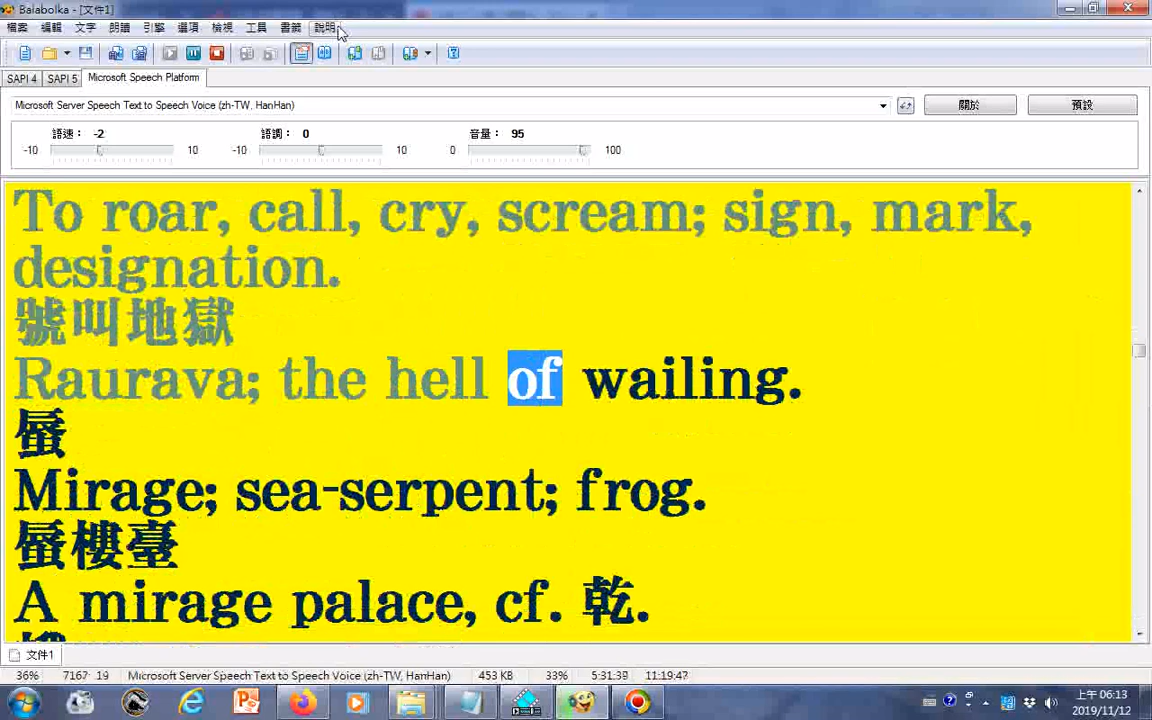 Balabolka - [文件1]
檔案 編輯 文字 朗讀 引擎 選項 檢視 工具 書籤 說明
SAPI 4 SAPI 5 Microsoft Speech Platform
Microsoft Server Speech Text to Speech Voice (zh-TW, HanHan) 關於 預設
語速： -2 語調： 0 音量： 95
-10 10 -10 10 0 100
To roar, call, cry, scream; sign, mark,
designation.
號叫地獄
Raurava; the hell of wailing.
蜃
Mirage; sea-serpent; frog.
蜃樓臺
A mirage palace, cf. 乾.
文件1
36% 7167 19 Microsoft Server Speech Text to Speech Voice (zh-TW, HanHan) 453 KB 33% 5:31:39 11:19:47
上午 06:13
2019/11/12